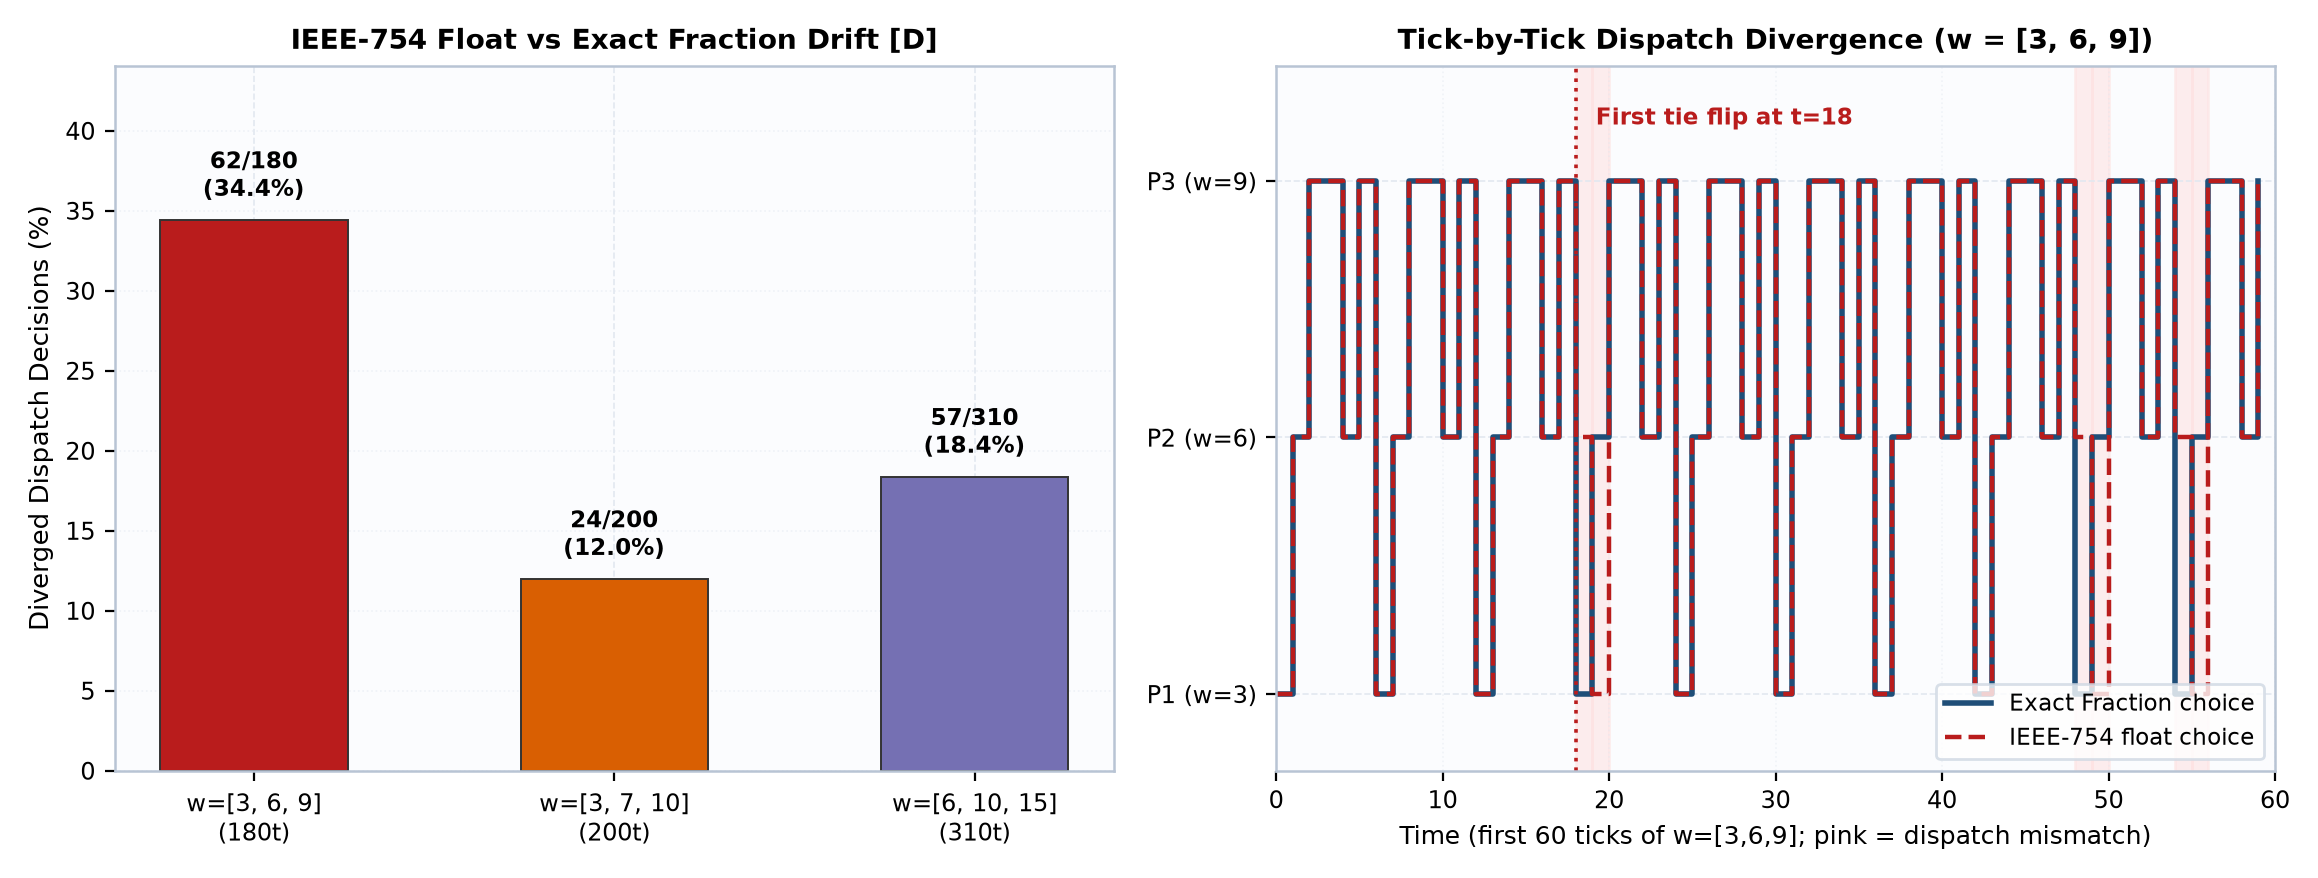 IEEE-754 Float vs Exact Fraction Drift [D]
Diverged Dispatch Decisions (%)
40
35
30
25
20
15
10
5
0
62/180
(34.4%)
24/200
(12.0%)
57/310
(18.4%)
w=[3, 6, 9]
(180t)
w=[3, 7, 10]
(200t)
w=[6, 10, 15]
(310t)
Tick-by-Tick Dispatch Divergence (w = [3, 6, 9])
First tie flip at t=18
P3 (w=9)
P2 (w=6)
P1 (w=3)
Exact Fraction choice
IEEE-754 float choice
0
10
20
30
40
50
60
Time (first 60 ticks of w=[3,6,9]; pink = dispatch mismatch)